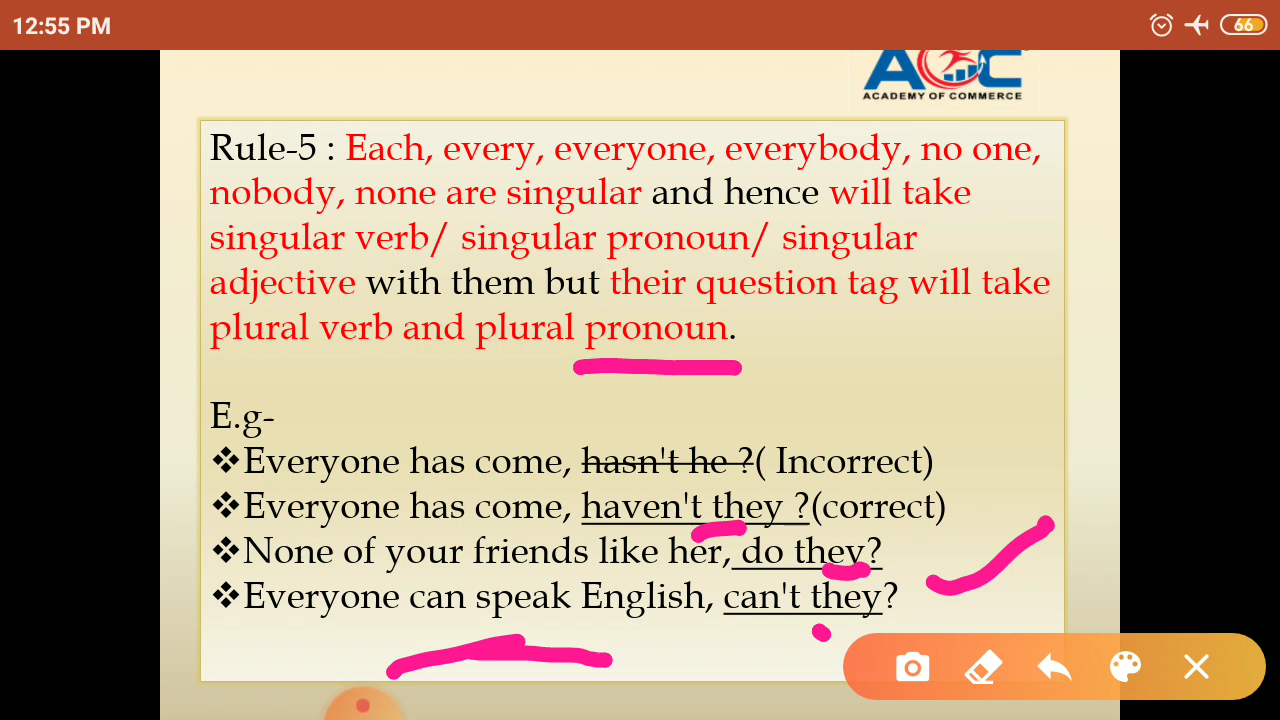 12:55 PM
66
AOC
ACADEMY OF COMMERCE
Rule-5 : Each, every, everyone, everybody, no one,
nobody, none are singular and hence will take
singular verb/ singular pronoun/ singular
adjective with them but their question tag will take
plural verb and plural pronoun.
E.g-
❖Everyone has come, hasn't he ?( Incorrect)
❖Everyone has come, haven't they ?(correct)
❖None of your friends like her, do they?
❖Everyone can speak English, can't they?